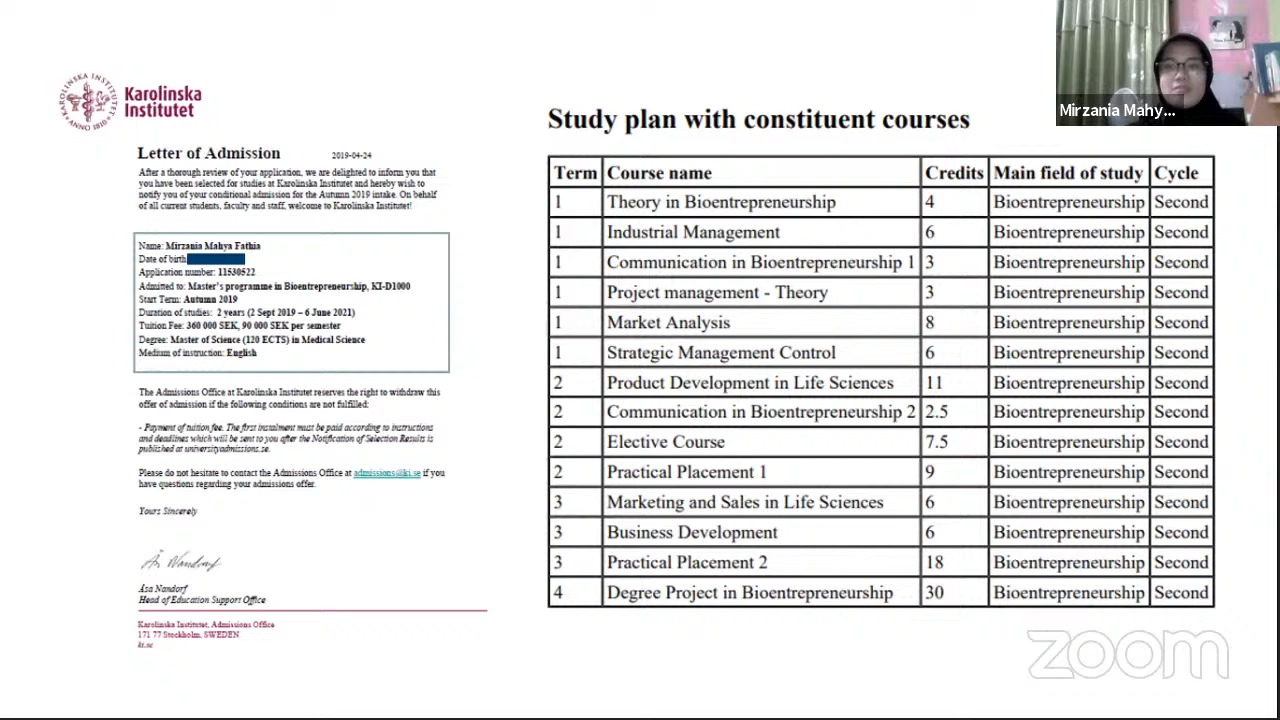 KAROLINSKA INSTITUTET
ANNO 1810
Karolinska
Institutet
Letter of Admission 2019-04-24
After a thorough review of your application, we are delighted to inform you that
you have been selected for studies at Karolinska Institutet and hereby wish to
notify you of your conditional admission for the Autumn 2019 intake. On behalf
of all current students, faculty and staff, welcome to Karolinska Institutet!
Name: Mirzania Mahya Fathia
Date of birth
Application number: 11530522
Admitted to: Master's programme in Bioentrepreneurship, KI-D1000
Start Term: Autumn 2019
Duration of studies: 2 years (2 Sept 2019 – 6 June 2021)
Tuition Fee: 360 000 SEK, 90 000 SEK per semester
Degree: Master of Science (120 ECTS) in Medical Science
Medium of instruction: English
The Admissions Office at Karolinska Institutet reserves the right to withdraw this
offer of admission if the following conditions are not fulfilled:
- Payment of tuition fee. The first instalment must be paid according to instructions
and deadlines which will be sent to you after the Notification of Selection Results is
published at universityadmissions.se.
Please do not hesitate to contact the Admissions Office at admissions@ki.se if you
have questions regarding your admissions offer.
Yours Sincerely
Åsa Nandorf
Head of Education Support Office
Karolinska Institutet, Admissions Office
171 77 Stockholm, SWEDEN
ki.se
Study plan with constituent courses
Term Course name Credits Main field of study Cycle
1 Theory in Bioentrepreneurship 4 Bioentrepreneurship Second
1 Industrial Management 6 Bioentrepreneurship Second
1 Communication in Bioentrepreneurship 1 3 Bioentrepreneurship Second
1 Project management - Theory 3 Bioentrepreneurship Second
1 Market Analysis 8 Bioentrepreneurship Second
1 Strategic Management Control 6 Bioentrepreneurship Second
2 Product Development in Life Sciences 11 Bioentrepreneurship Second
2 Communication in Bioentrepreneurship 2 2.5 Bioentrepreneurship Second
2 Elective Course 7.5 Bioentrepreneurship Second
2 Practical Placement 1 9 Bioentrepreneurship Second
3 Marketing and Sales in Life Sciences 6 Bioentrepreneurship Second
3 Business Development 6 Bioentrepreneurship Second
3 Practical Placement 2 18 Bioentrepreneurship Second
4 Degree Project in Bioentrepreneurship 30 Bioentrepreneurship Second
Mirzania Mahy...
zoom